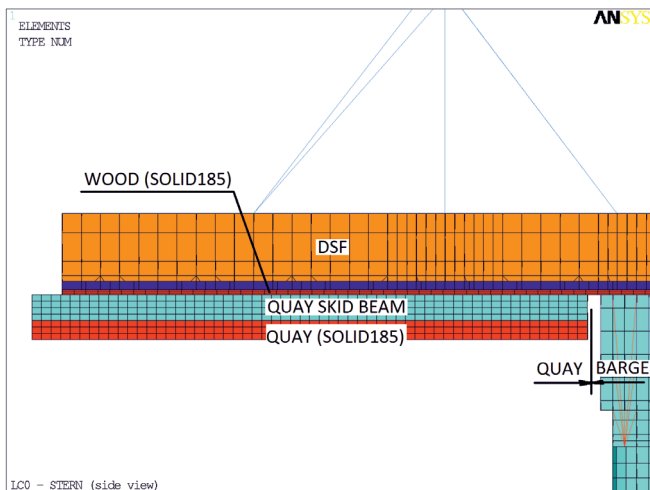 1
ELEMENTS
TYPE NUM
ANSYS
WOOD (SOLID185)
DSF
QUAY SKID BEAM
QUAY (SOLID185)
QUAY BARGE
LC0 - STERN (side view)